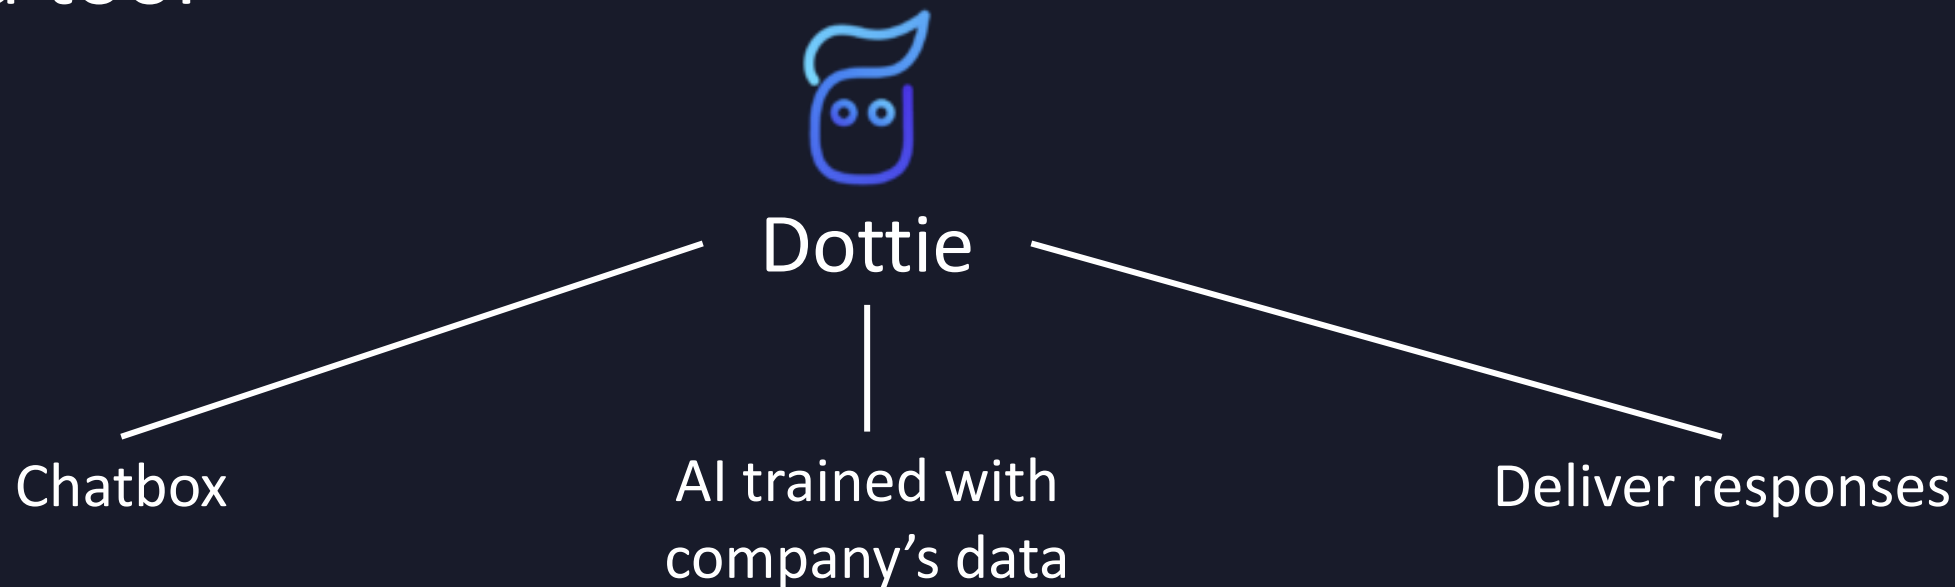 Dottie
Chatbox
AI trained with
company’s data
Deliver responses